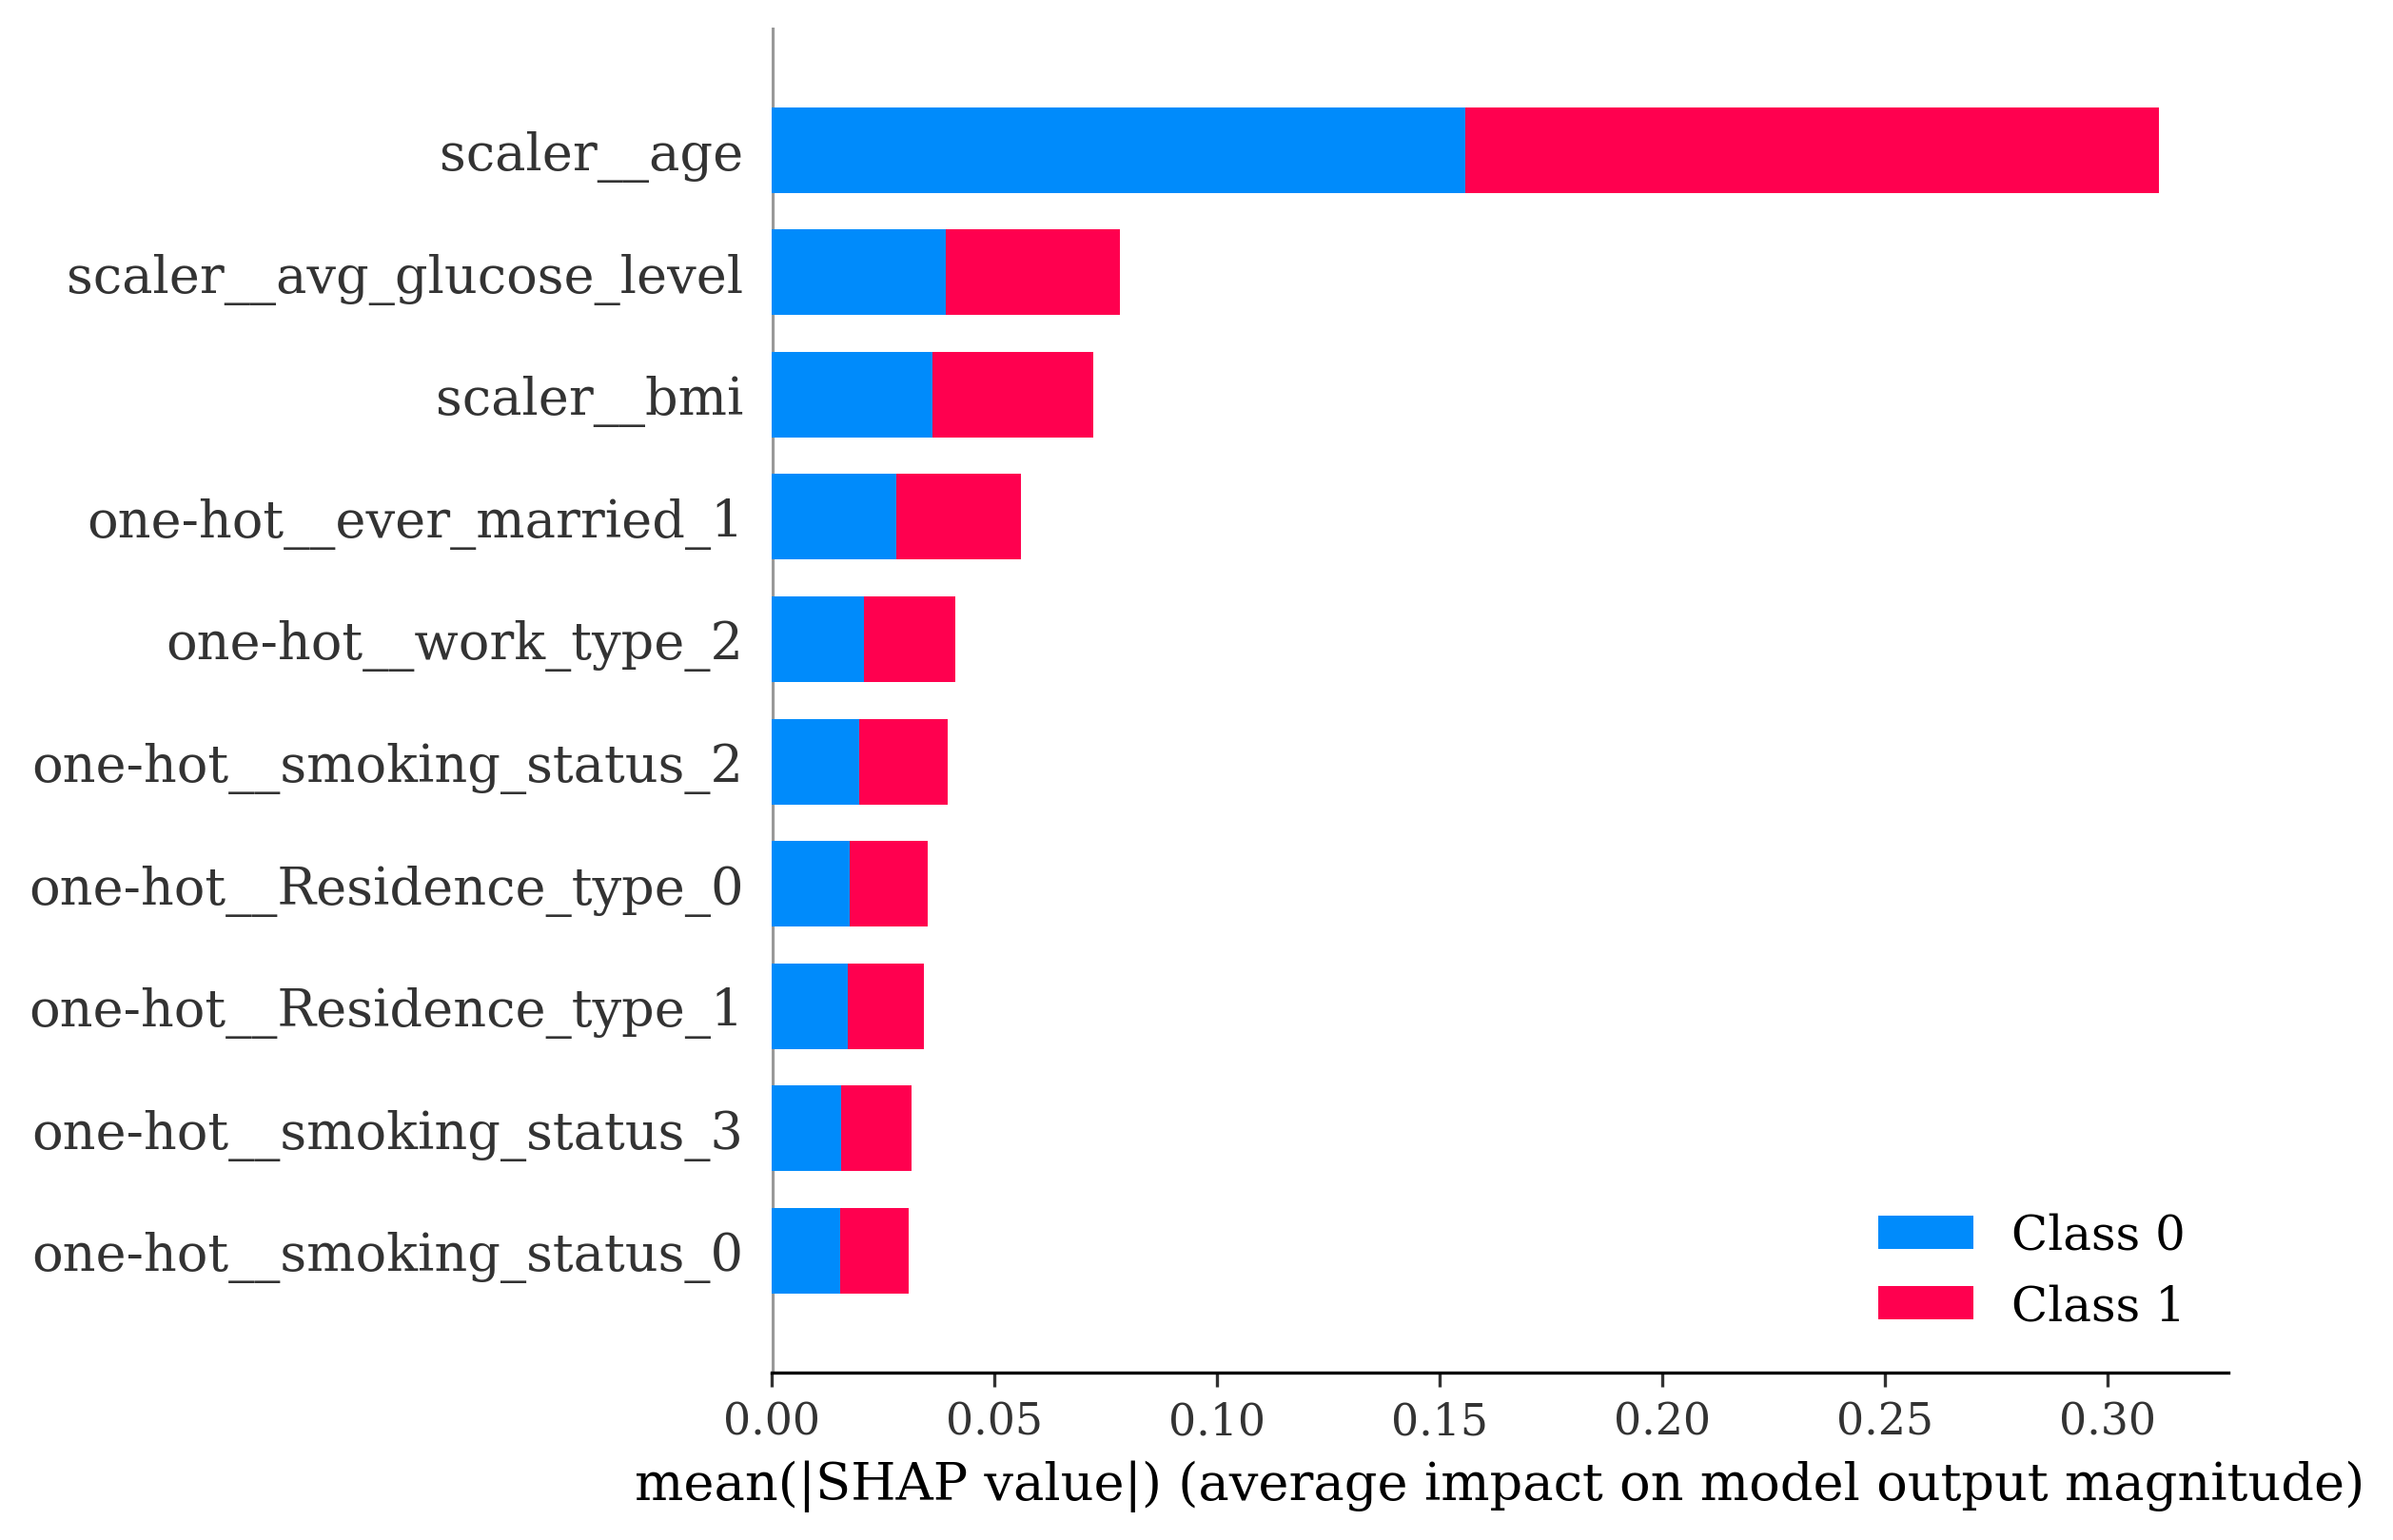 scaler__age
scaler__avg_glucose_level
scaler__bmi
one-hot__ever_married_1
one-hot__work_type_2
one-hot__smoking_status_2
one-hot__Residence_type_0
one-hot__Residence_type_1
one-hot__smoking_status_3
one-hot__smoking_status_0
Class 0
Class 1
0.00 0.05 0.10 0.15 0.20 0.25 0.30
mean(|SHAP value|) (average impact on model output magnitude)